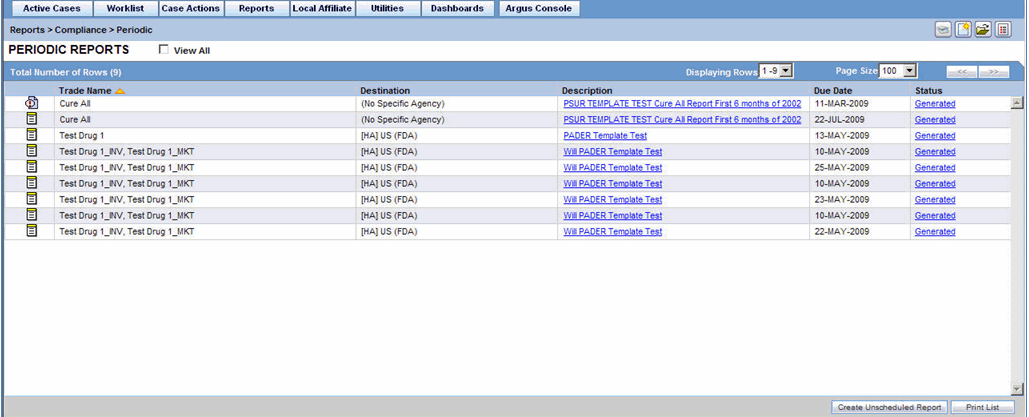 Active Cases Worklist Case Actions Reports Local Affiliate Utilities Dashboards Argus Console
Reports > Compliance > Periodic
PERIODIC REPORTS View All
Total Number of Rows (9) Displaying Rows 1 -9 Page Size 100 << >>
Trade Name Destination Description Due Date Status
Cure All (No Specific Agency) PSUR TEMPLATE TEST Cure All Report First 6 months of 2002 11-MAR-2009 Generated
Cure All (No Specific Agency) PSUR TEMPLATE TEST Cure All Report First 6 months of 2002 22-JUL-2009 Generated
Test Drug 1 [HA] US (FDA) PADER Template Test 13-MAY-2009 Generated
Test Drug 1_INV, Test Drug 1_MKT [HA] US (FDA) Will PADER Template Test 10-MAY-2009 Generated
Test Drug 1_INV, Test Drug 1_MKT [HA] US (FDA) Will PADER Template Test 25-MAY-2009 Generated
Test Drug 1_INV, Test Drug 1_MKT [HA] US (FDA) Will PADER Template Test 10-MAY-2009 Generated
Test Drug 1_INV, Test Drug 1_MKT [HA] US (FDA) Will PADER Template Test 23-MAY-2009 Generated
Test Drug 1_INV, Test Drug 1_MKT [HA] US (FDA) Will PADER Template Test 10-MAY-2009 Generated
Test Drug 1_INV, Test Drug 1_MKT [HA] US (FDA) Will PADER Template Test 22-MAY-2009 Generated
Create Unscheduled Report Print List